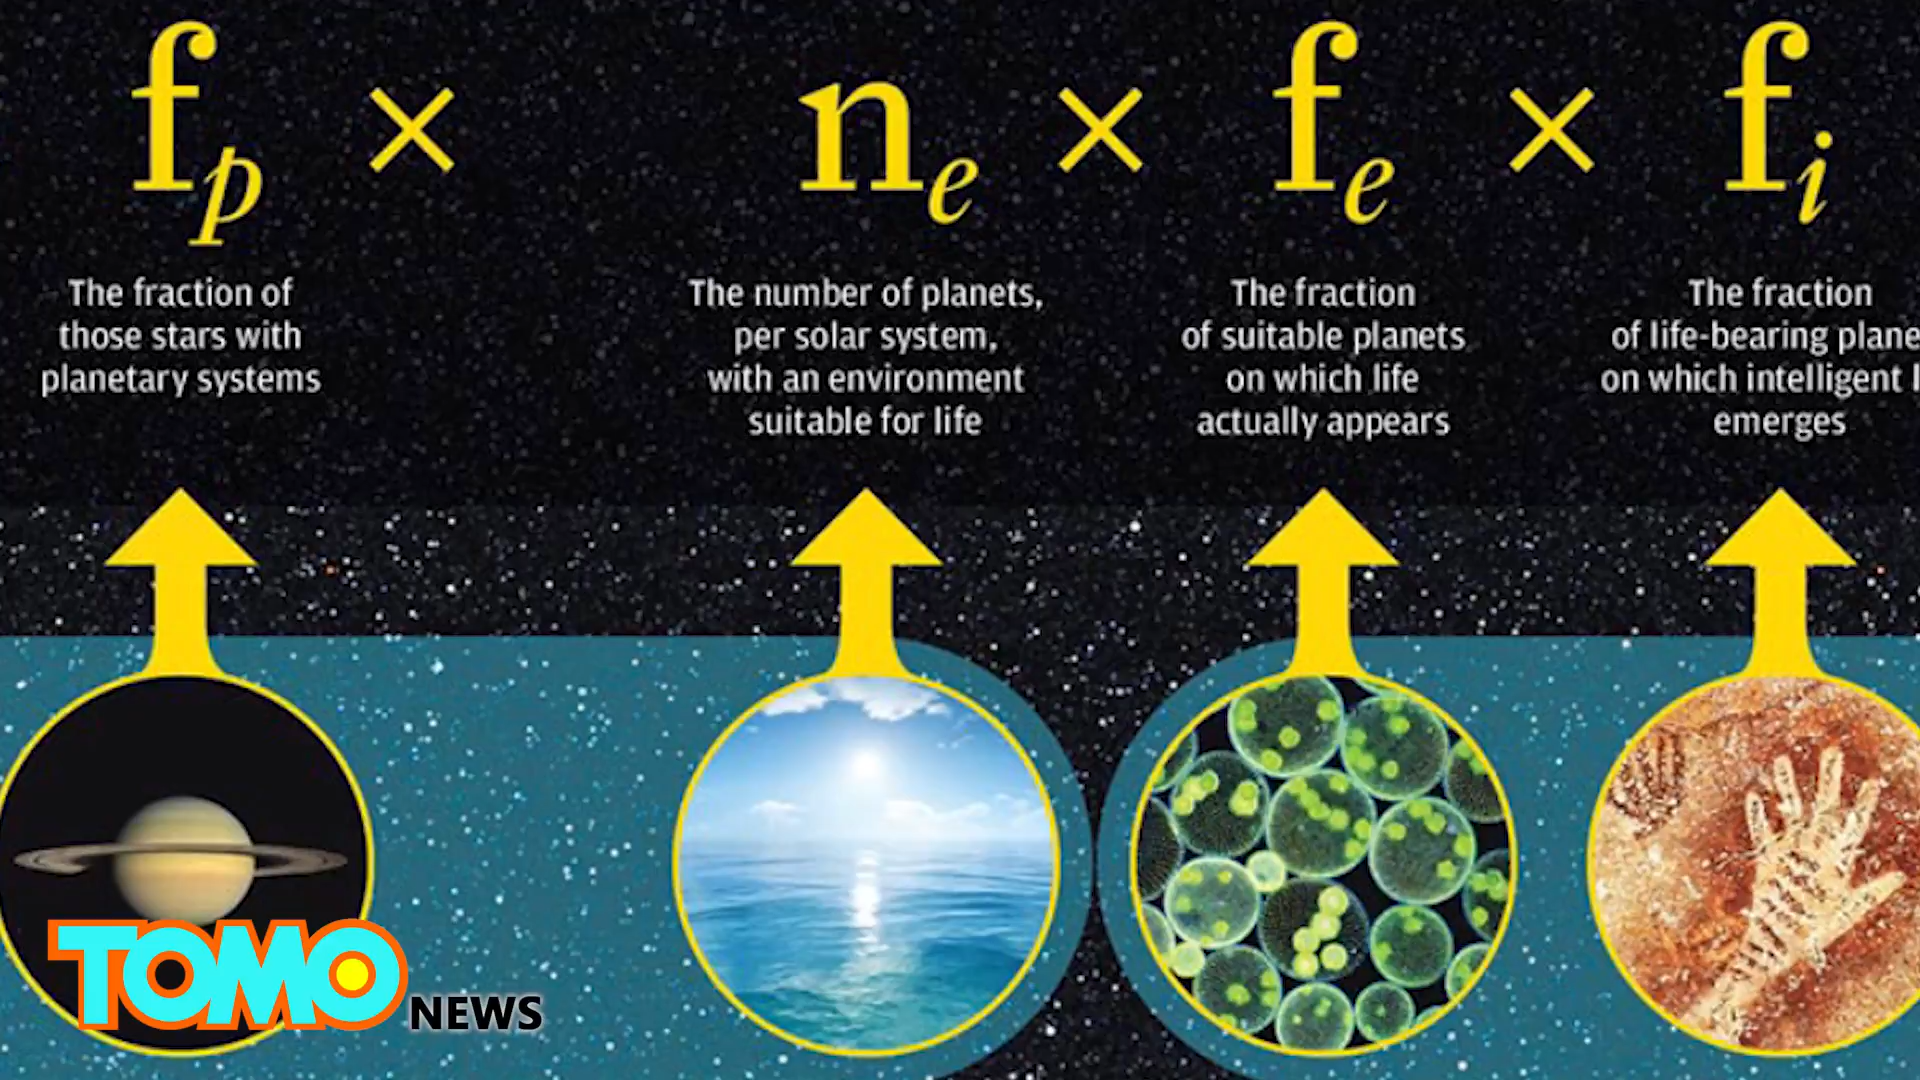 fp × ne × fe × fi
The fraction of
those stars with
planetary systems
The number of planets,
per solar system,
with an environment
suitable for life
The fraction
of suitable planets
on which life
actually appears
The fraction
of life-bearing plane
on which intelligent l
emerges
TOMO NEWS